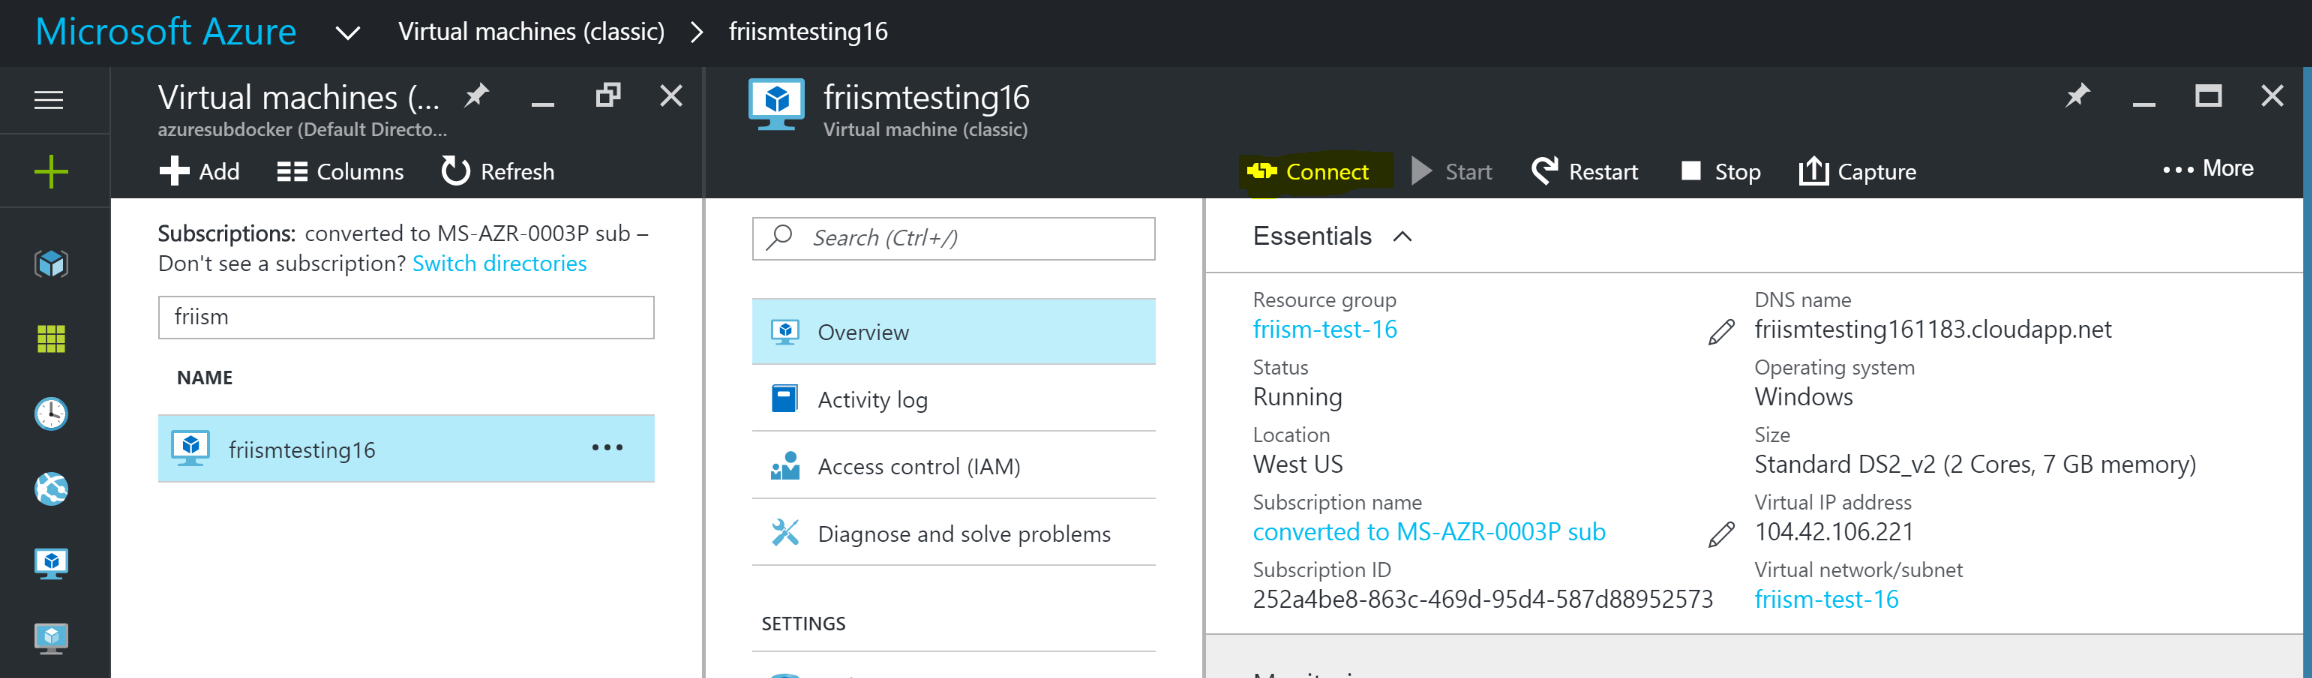 Microsoft Azure Virtual machines (classic) friismtesting16
Virtual machines (...
azuresubdocker (Default Directo...
Add Columns Refresh
Subscriptions: converted to MS-AZR-0003P sub –
Don't see a subscription? Switch directories
friism
NAME
friismtesting16
friismtesting16
Virtual machine (classic)
Connect Start Restart Stop Capture More
Search (Ctrl+/)
Overview
Activity log
Access control (IAM)
Diagnose and solve problems
SETTINGS
Essentials
Resource group
friism-test-16
Status
Running
Location
West US
Subscription name
converted to MS-AZR-0003P sub
Subscription ID
252a4be8-863c-469d-95d4-587d88952573
DNS name
friismtesting161183.cloudapp.net
Operating system
Windows
Size
Standard DS2_v2 (2 Cores, 7 GB memory)
Virtual IP address
104.42.106.221
Virtual network/subnet
friism-test-16